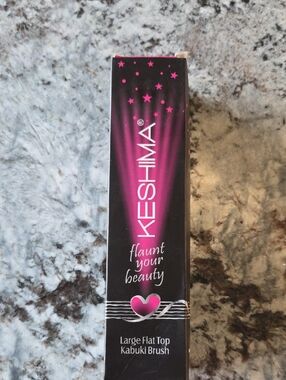 KESHIMA®
flaunt
your
beauty
Large Flat Top
Kabuki Brush